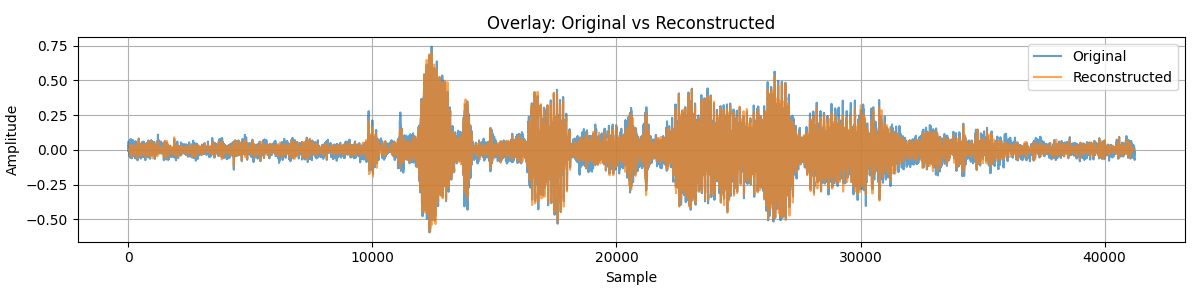 Overlay: Original vs Reconstructed
Original
Reconstructed
Amplitude
0.75
0.50
0.25
0.00
−0.25
−0.50
0 10000 20000 30000 40000
Sample